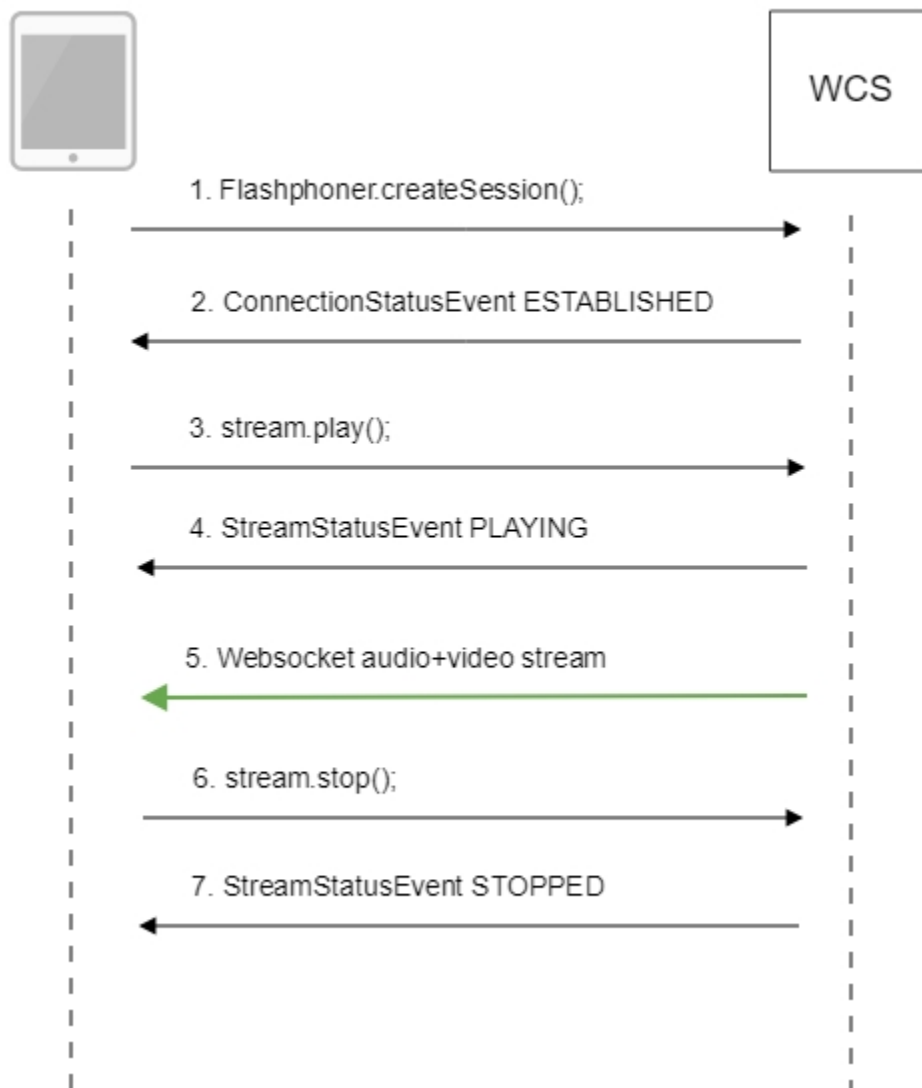 WCS
1. Flashphoner.createSession();
2. ConnectionStatusEvent ESTABLISHED
3. stream.play();
4. StreamStatusEvent PLAYING
5. Websocket audio+video stream
6. stream.stop();
7. StreamStatusEvent STOPPED